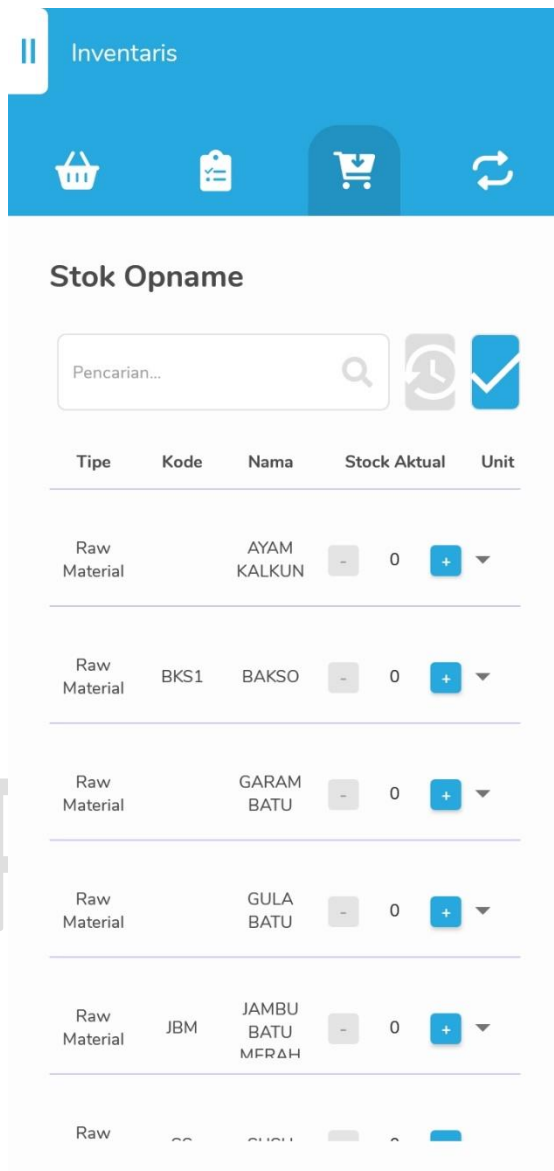 Inventaris
Stok Opname
Pencarian...
Tipe Kode Nama Stock Aktual Unit
Raw Material AYAM KALKUN - 0 +
Raw Material BKS1 BAKSO - 0 +
Raw Material GARAM BATU - 0 +
Raw Material GULA BATU - 0 +
Raw Material JBM JAMBU BATU MERAH - 0 +
Raw